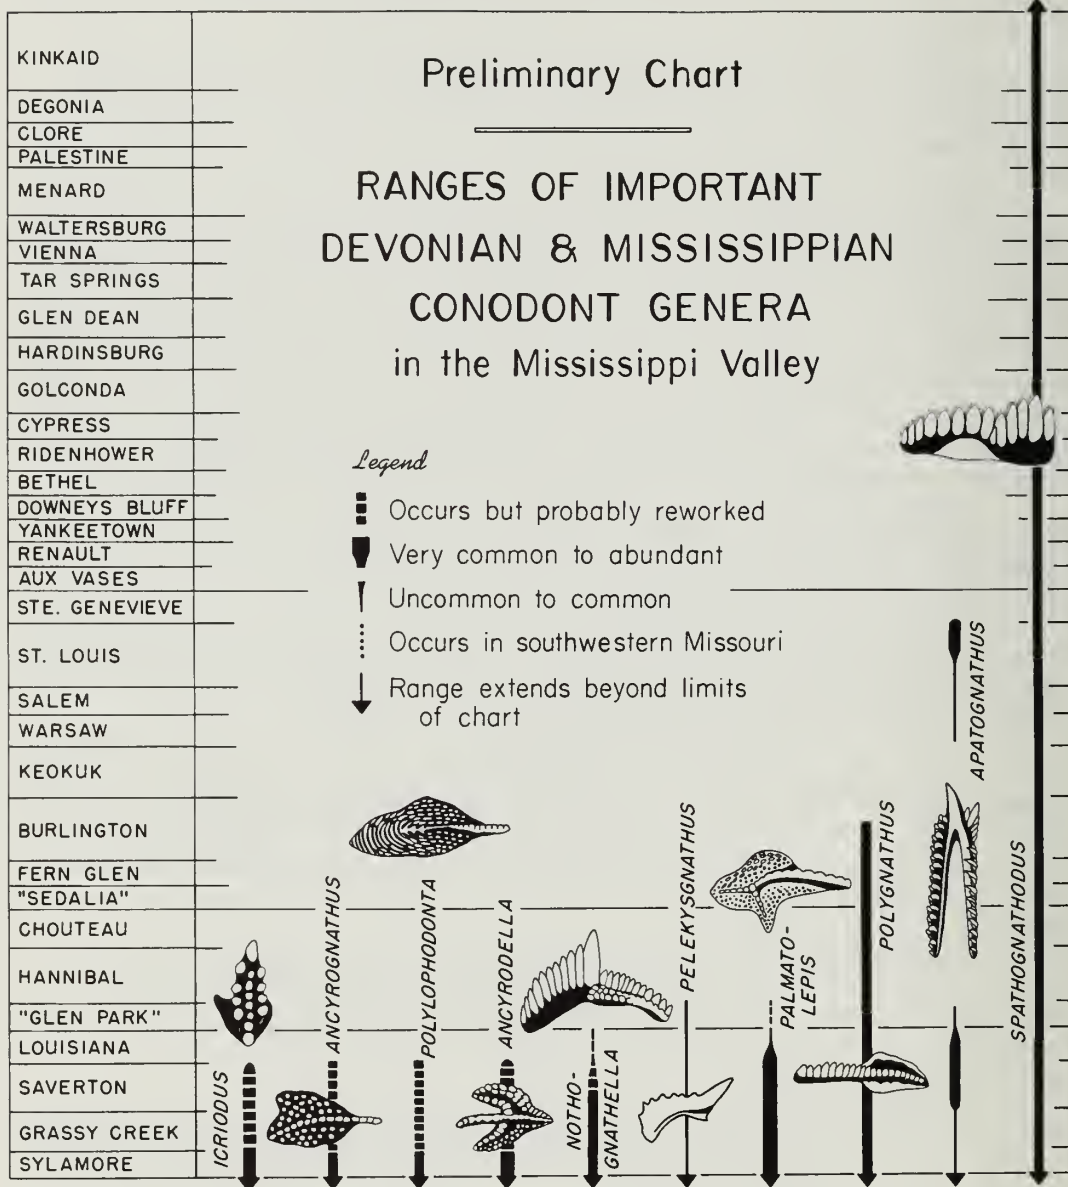 KINKAID
DEGONIA
CLORE
PALESTINE
MENARD
WALTERSBURG
VIENNA
TAR SPRINGS
GLEN DEAN
HARDINSBURG
GOLCONDA
CYPRESS
RIDENHOWER
BETHEL
DOWNEYS BLUFF
YANKEETOWN
RENAULT
AUX VASES
STE. GENEVIEVE
ST. LOUIS
SALEM
WARSAW
KEOKUK
BURLINGTON
FERN GLEN
"SEDALIA"
CHOUTEAU
HANNIBAL
"GLEN PARK"
LOUISIANA
SAVERTON
GRASSY CREEK
SYLAMORE
Preliminary Chart
RANGES OF IMPORTANT
DEVONIAN & MISSISSIPPIAN
CONODONT GENERA
in the Mississippi Valley
Legend
Occurs but probably reworked
Very common to abundant
Uncommon to common
Occurs in southwestern Missouri
Range extends beyond limits
of chart
ICRIODUS
ANCYROGNATHUS
POLYLOPHODONTA
ANCYRODELLA
NOTHO-
GNATHELLA
PELEKYSGNATHUS
PALMATO-
LEPIS
POLYGNATHUS
APATOGNATHUS
SPATHOGNATHODUS